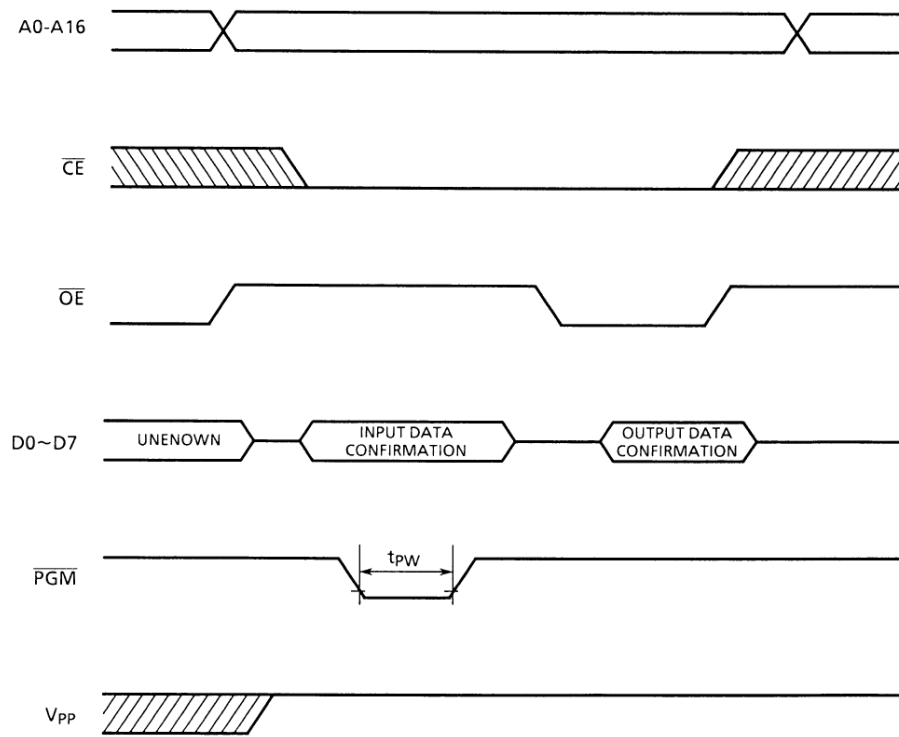 A0-A16
CE
OE
D0~D7
UNENOWN
INPUT DATA
CONFIRMATION
OUTPUT DATA
CONFIRMATION
PGM
tPW
VPP